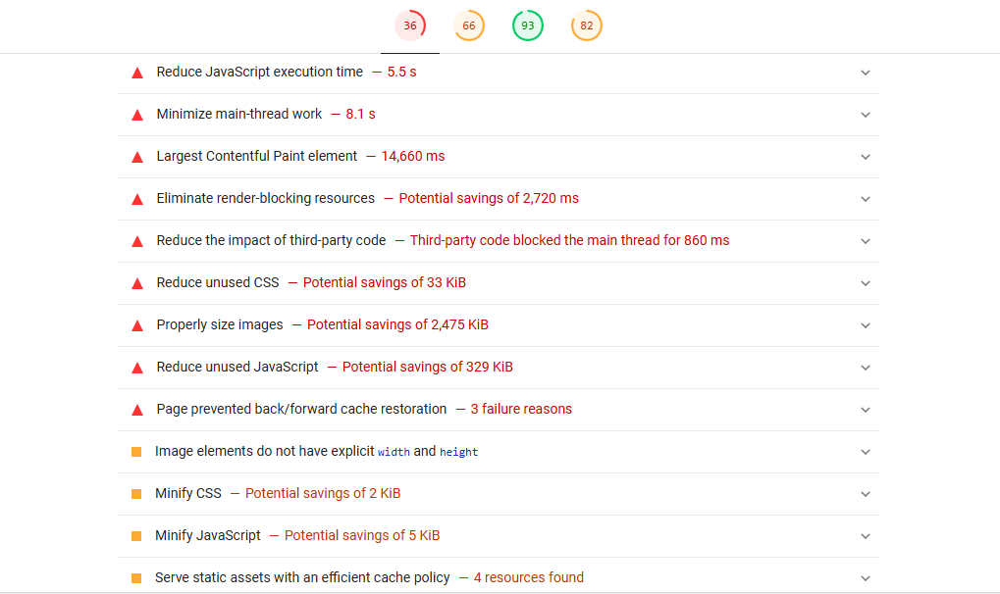 36 66 93 82
Reduce JavaScript execution time — 5.5 s
Minimize main-thread work — 8.1 s
Largest Contentful Paint element — 14,660 ms
Eliminate render-blocking resources — Potential savings of 2,720 ms
Reduce the impact of third-party code — Third-party code blocked the main thread for 860 ms
Reduce unused CSS — Potential savings of 33 KiB
Properly size images — Potential savings of 2,475 KiB
Reduce unused JavaScript — Potential savings of 329 KiB
Page prevented back/forward cache restoration — 3 failure reasons
Image elements do not have explicit width and height
Minify CSS — Potential savings of 2 KiB
Minify JavaScript — Potential savings of 5 KiB
Serve static assets with an efficient cache policy — 4 resources found